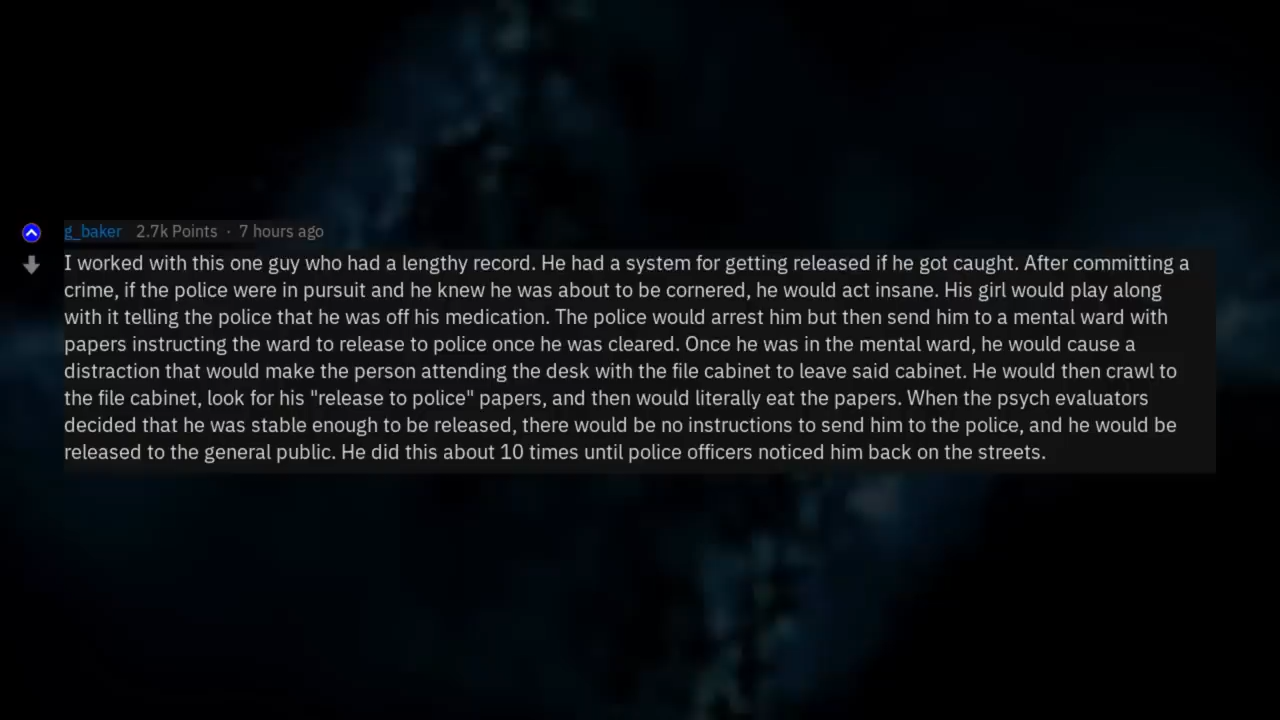 g_baker 2.7k Points · 7 hours ago
I worked with this one guy who had a lengthy record. He had a system for getting released if he got caught. After committing a
crime, if the police were in pursuit and he knew he was about to be cornered, he would act insane. His girl would play along
with it telling the police that he was off his medication. The police would arrest him but then send him to a mental ward with
papers instructing the ward to release to police once he was cleared. Once he was in the mental ward, he would cause a
distraction that would make the person attending the desk with the file cabinet to leave said cabinet. He would then crawl to
the file cabinet, look for his "release to police" papers, and then would literally eat the papers. When the psych evaluators
decided that he was stable enough to be released, there would be no instructions to send him to the police, and he would be
released to the general public. He did this about 10 times until police officers noticed him back on the streets.